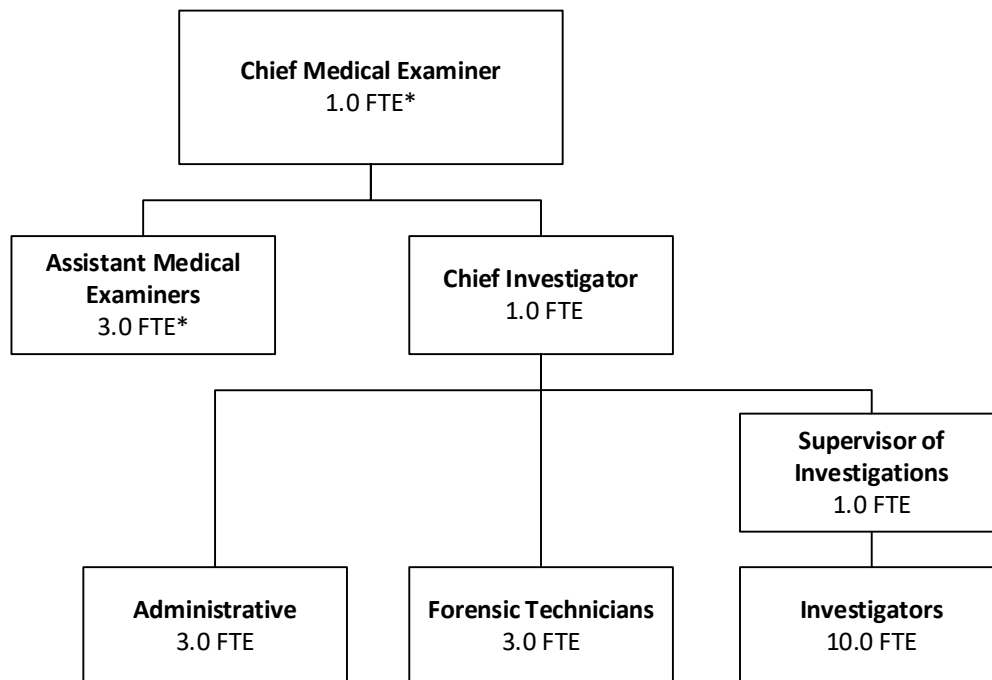 Chief Medical Examiner
1.0 FTE*
Assistant Medical
Examiners
3.0 FTE*
Chief Investigator
1.0 FTE
Supervisor of
Investigations
1.0 FTE
Administrative
3.0 FTE
Forensic Technicians
3.0 FTE
Investigators
10.0 FTE